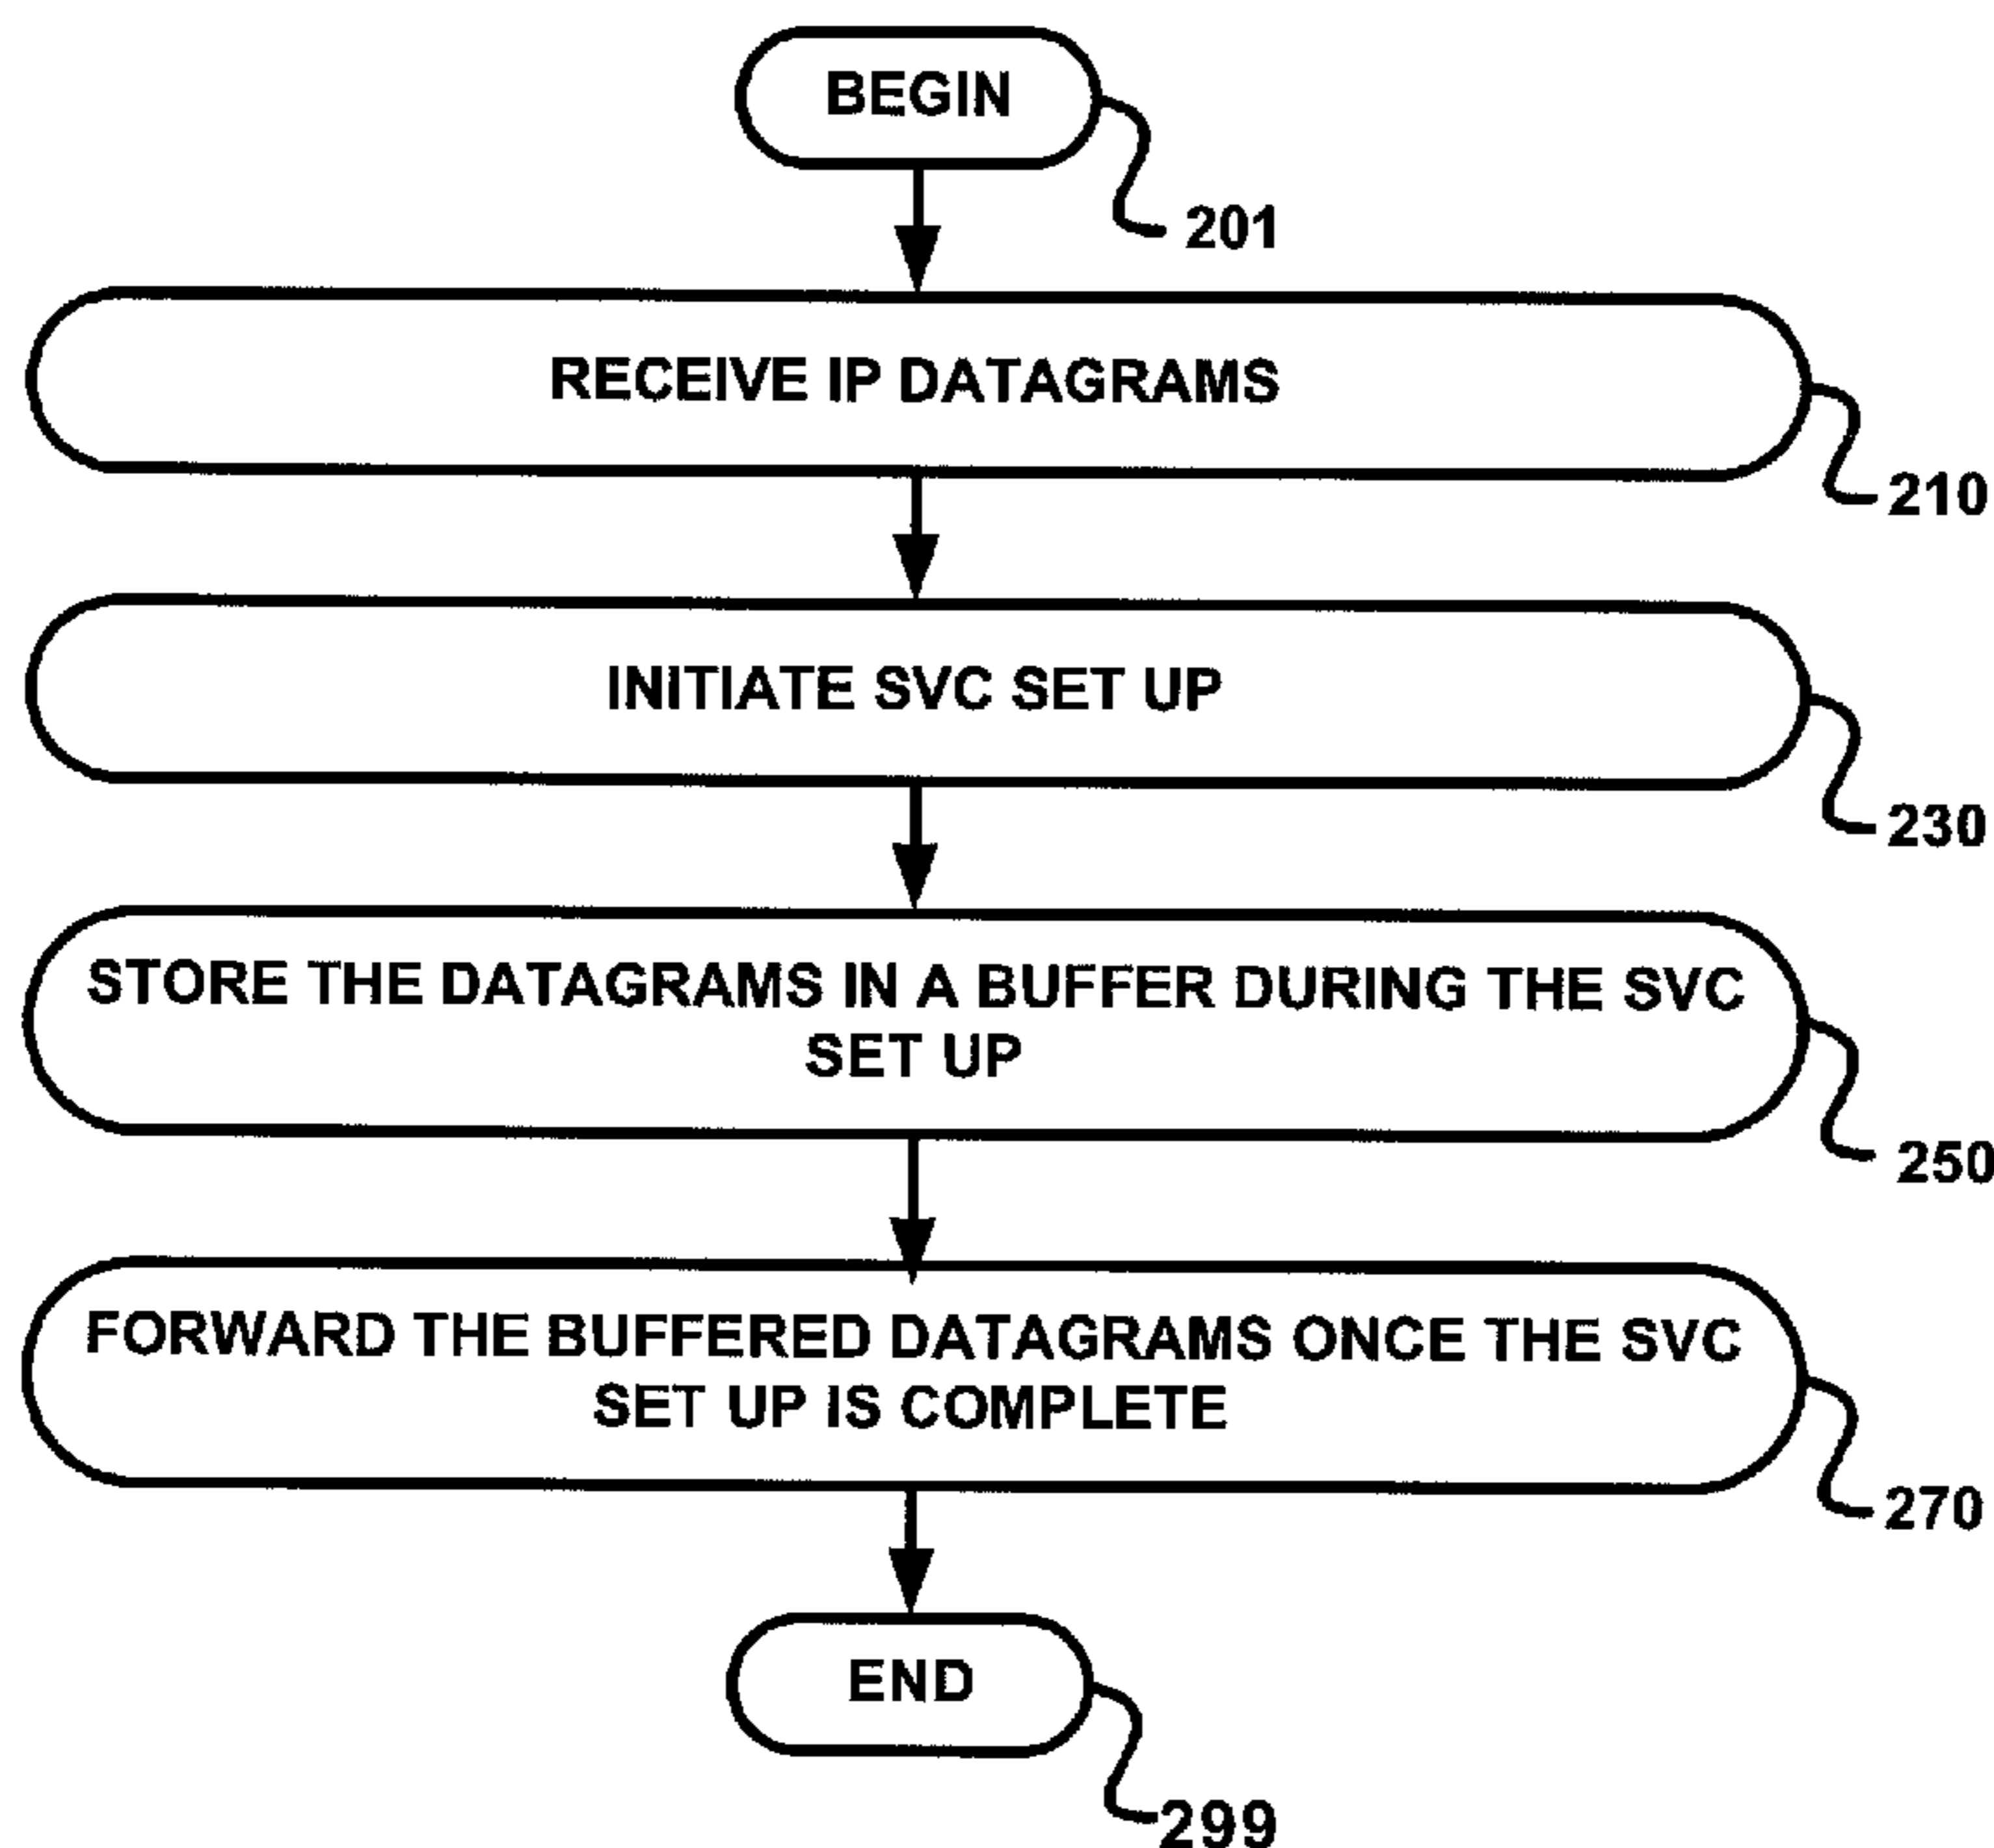 BEGIN
201
RECEIVE IP DATAGRAMS
210
INITIATE SVC SET UP
230
STORE THE DATAGRAMS IN A BUFFER DURING THE SVC
SET UP
250
FORWARD THE BUFFERED DATAGRAMS ONCE THE SVC
SET UP IS COMPLETE
270
END
299